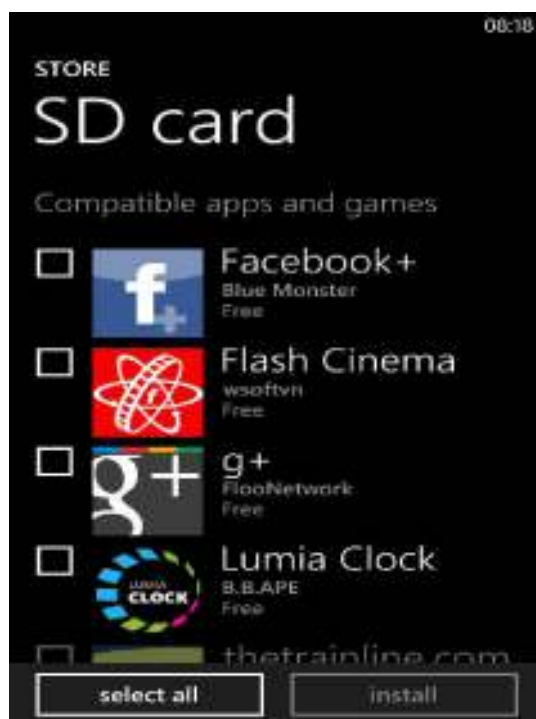 08:18
STORE
SD card
Compatible apps and games
f+
Facebook+
Blue Monster
Free
Flash Cinema
wsoftvn
Free
g+
g+
FlooNetwork
Free
LUMIA
CLOCK
Lumia Clock
B.B.APE
Free
thetrainline.com
select all
install